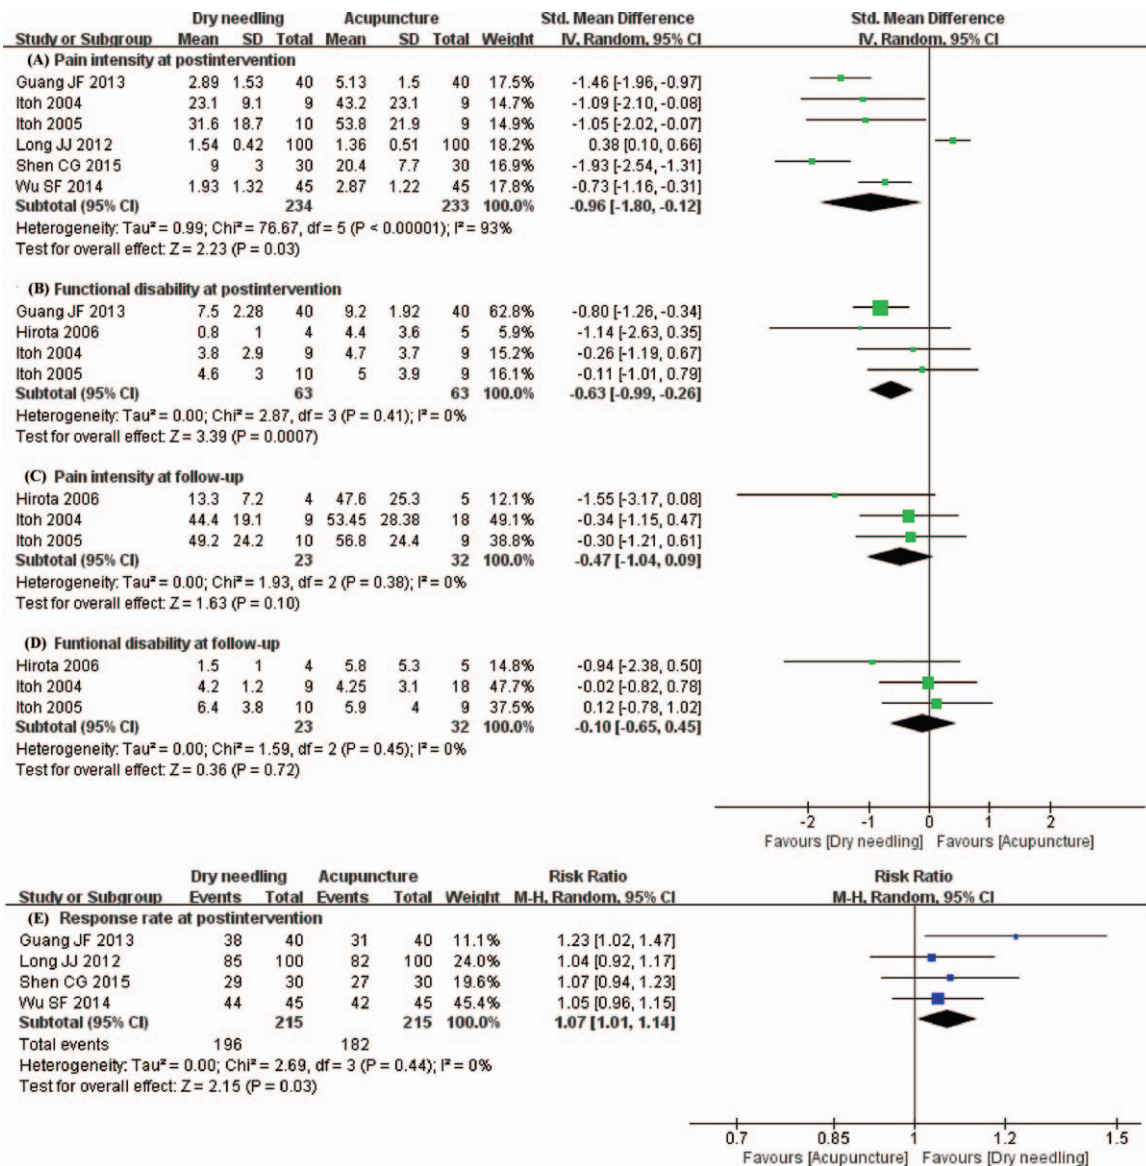 Dry needling Acupuncture Std. Mean Difference Std. Mean Difference
Study or Subgroup Mean SD Total Mean SD Total Weight IV, Random, 95% CI IV, Random, 95% CI
(A) Pain intensity at postintervention
Guang JF 2013 2.89 1.53 40 5.13 1.5 40 17.5% -1.46 [-1.96, -0.97]
Itoh 2004 23.1 9.1 9 43.2 23.1 9 14.7% -1.09 [-2.10, -0.08]
Itoh 2005 31.6 18.7 10 53.8 21.9 9 14.9% -1.05 [-2.02, -0.07]
Long JJ 2012 1.54 0.42 100 1.36 0.51 100 18.2% 0.38 [0.10, 0.66]
Shen CG 2015 9 3 30 20.4 7.7 30 16.9% -1.93 [-2.54, -1.31]
Wu SF 2014 1.93 1.32 45 2.87 1.22 45 17.8% -0.73 [-1.16, -0.31]
Subtotal (95% CI) 234 233 100.0% -0.96 [-1.80, -0.12]
Heterogeneity: Tau² = 0.99; Chi² = 76.67, df = 5 (P < 0.00001); I² = 93%
Test for overall effect: Z = 2.23 (P = 0.03)
(B) Functional disability at postintervention
Guang JF 2013 7.5 2.28 40 9.2 1.92 40 62.8% -0.80 [-1.26, -0.34]
Hirota 2006 0.8 1 4 4.4 3.6 5 5.9% -1.14 [-2.63, 0.35]
Itoh 2004 3.8 2.9 9 4.7 3.7 9 15.2% -0.26 [-1.19, 0.67]
Itoh 2005 4.6 3 10 5 3.9 9 16.1% -0.11 [-1.01, 0.79]
Subtotal (95% CI) 63 63 100.0% -0.63 [-0.99, -0.26]
Heterogeneity: Tau² = 0.00; Chi² = 2.87, df = 3 (P = 0.41); I² = 0%
Test for overall effect: Z = 3.39 (P = 0.0007)
(C) Pain intensity at follow-up
Hirota 2006 13.3 7.2 4 47.6 25.3 5 12.1% -1.55 [-3.17, 0.08]
Itoh 2004 44.4 19.1 9 53.45 28.38 18 49.1% -0.34 [-1.15, 0.47]
Itoh 2005 49.2 24.2 10 56.8 24.4 9 38.8% -0.30 [-1.21, 0.61]
Subtotal (95% CI) 23 32 100.0% -0.47 [-1.04, 0.09]
Heterogeneity: Tau² = 0.00; Chi² = 1.93, df = 2 (P = 0.38); I² = 0%
Test for overall effect: Z = 1.63 (P = 0.10)
(D) Funtional disability at follow-up
Hirota 2006 1.5 1 4 5.8 5.3 5 14.8% -0.94 [-2.38, 0.50]
Itoh 2004 4.2 1.2 9 4.25 3.1 18 47.7% -0.02 [-0.82, 0.78]
Itoh 2005 6.4 3.8 10 5.9 4 9 37.5% 0.12 [-0.78, 1.02]
Subtotal (95% CI) 23 32 100.0% -0.10 [-0.65, 0.45]
Heterogeneity: Tau² = 0.00; Chi² = 1.59, df = 2 (P = 0.45); I² = 0%
Test for overall effect: Z = 0.36 (P = 0.72)
-2 -1 0 1 2
Favours [Dry needling] Favours [Acupuncture]
Dry needling Acupuncture Risk Ratio Risk Ratio
Study or Subgroup Events Total Events Total Weight M-H, Random, 95% CI M-H, Random, 95% CI
(E) Response rate at postintervention
Guang JF 2013 38 40 31 40 11.1% 1.23 [1.02, 1.47]
Long JJ 2012 85 100 82 100 24.0% 1.04 [0.92, 1.17]
Shen CG 2015 29 30 27 30 19.6% 1.07 [0.94, 1.23]
Wu SF 2014 44 45 42 45 45.4% 1.05 [0.96, 1.15]
Subtotal (95% CI) 215 215 100.0% 1.07 [1.01, 1.14]
Total events 196 182
Heterogeneity: Tau² = 0.00; Chi² = 2.69, df = 3 (P = 0.44); I² = 0%
Test for overall effect: Z = 2.15 (P = 0.03)
0.7 0.85 1 1.2 1.5
Favours [Acupuncture] Favours [Dry needling]